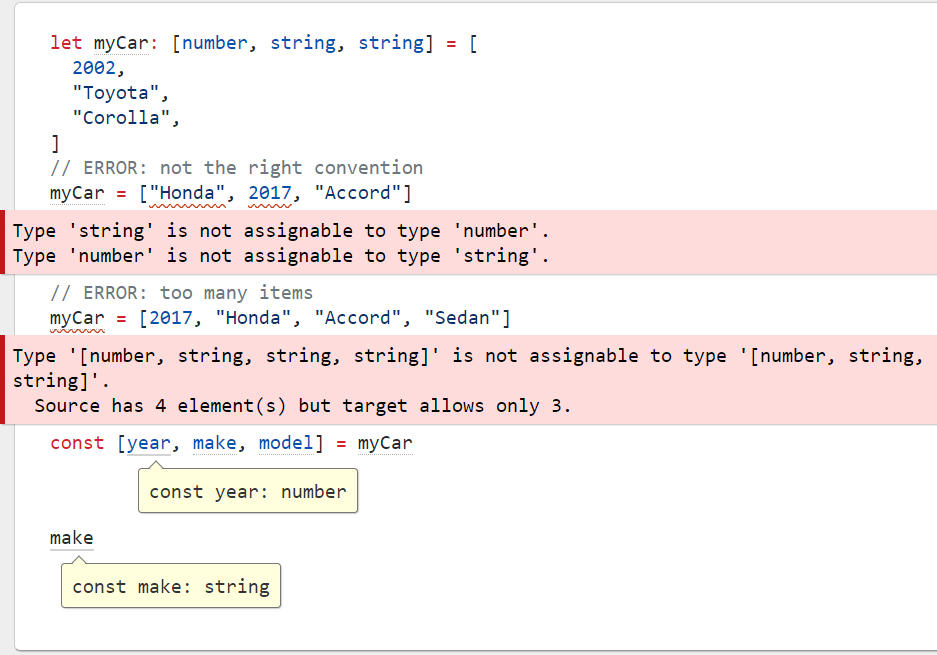 let myCar: [number, string, string] = [
  2002,
  "Toyota",
  "Corolla",
]
// ERROR: not the right convention
myCar = ["Honda", 2017, "Accord"]
Type 'string' is not assignable to type 'number'.
Type 'number' is not assignable to type 'string'.
// ERROR: too many items
myCar = [2017, "Honda", "Accord", "Sedan"]
Type '[number, string, string, string]' is not assignable to type '[number, string,
string]'.
  Source has 4 element(s) but target allows only 3.
const [year, make, model] = myCar
const year: number
make
const make: string